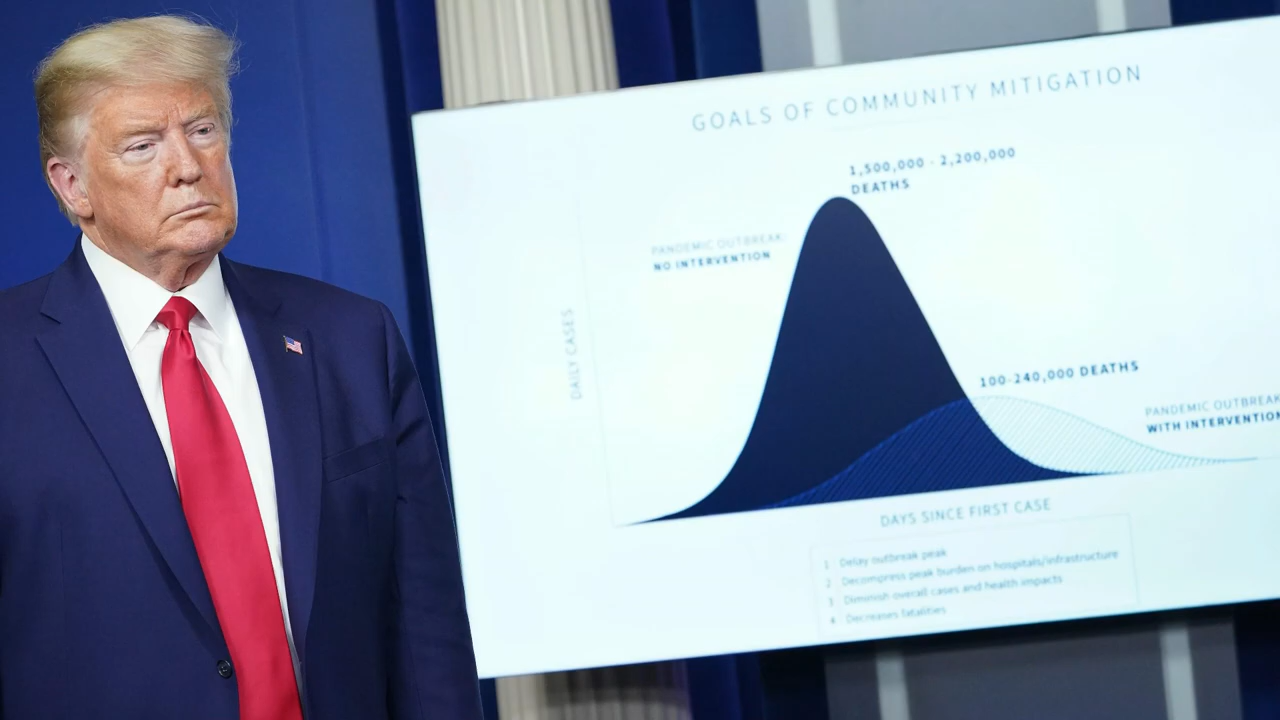 GOALS OF COMMUNITY MITIGATION
1,500,000 - 2,200,000
DEATHS
PANDEMIC OUTBREAK:
NO INTERVENTION
DAILY CASES
100-240,000 DEATHS
PANDEMIC OUTBREAK
WITH INTERVENTION
DAYS SINCE FIRST CASE
1 Delay outbreak peak
2 Decompress peak burden on hospitals/infrastructure
3 Diminish overall cases and health impacts
4 Decreases fatalities